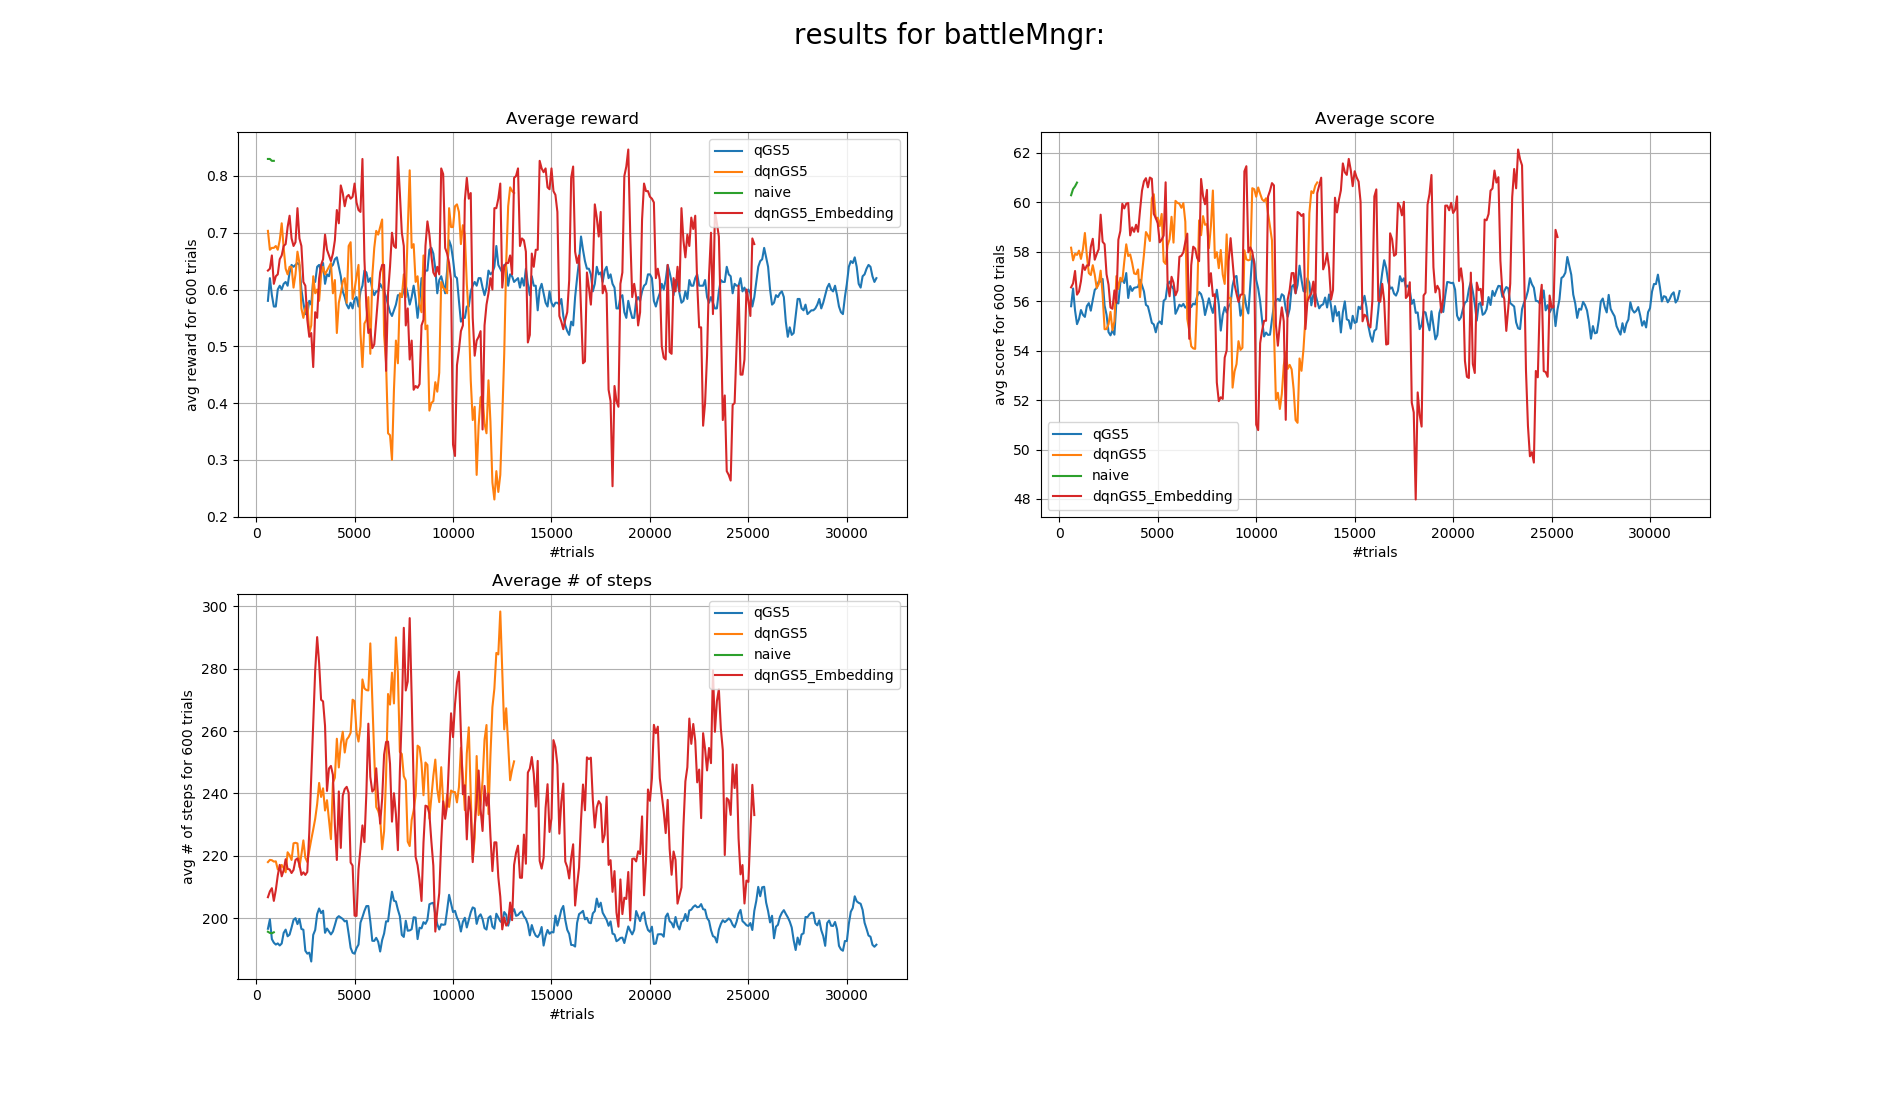 results for battleMngr:
Average reward
avg reward for 600 trials
0.8
0.7
0.6
0.5
0.4
0.3
0.2
qGS5
dqnGS5
naive
dqnGS5_Embedding
0 5000 10000 15000 20000 25000 30000
#trials
Average score
avg score for 600 trials
62
60
58
56
54
52
50
48
qGS5
dqnGS5
naive
dqnGS5_Embedding
0 5000 10000 15000 20000 25000 30000
#trials
Average # of steps
avg # of steps for 600 trials
300
280
260
240
220
200
qGS5
dqnGS5
naive
dqnGS5_Embedding
0 5000 10000 15000 20000 25000 30000
#trials